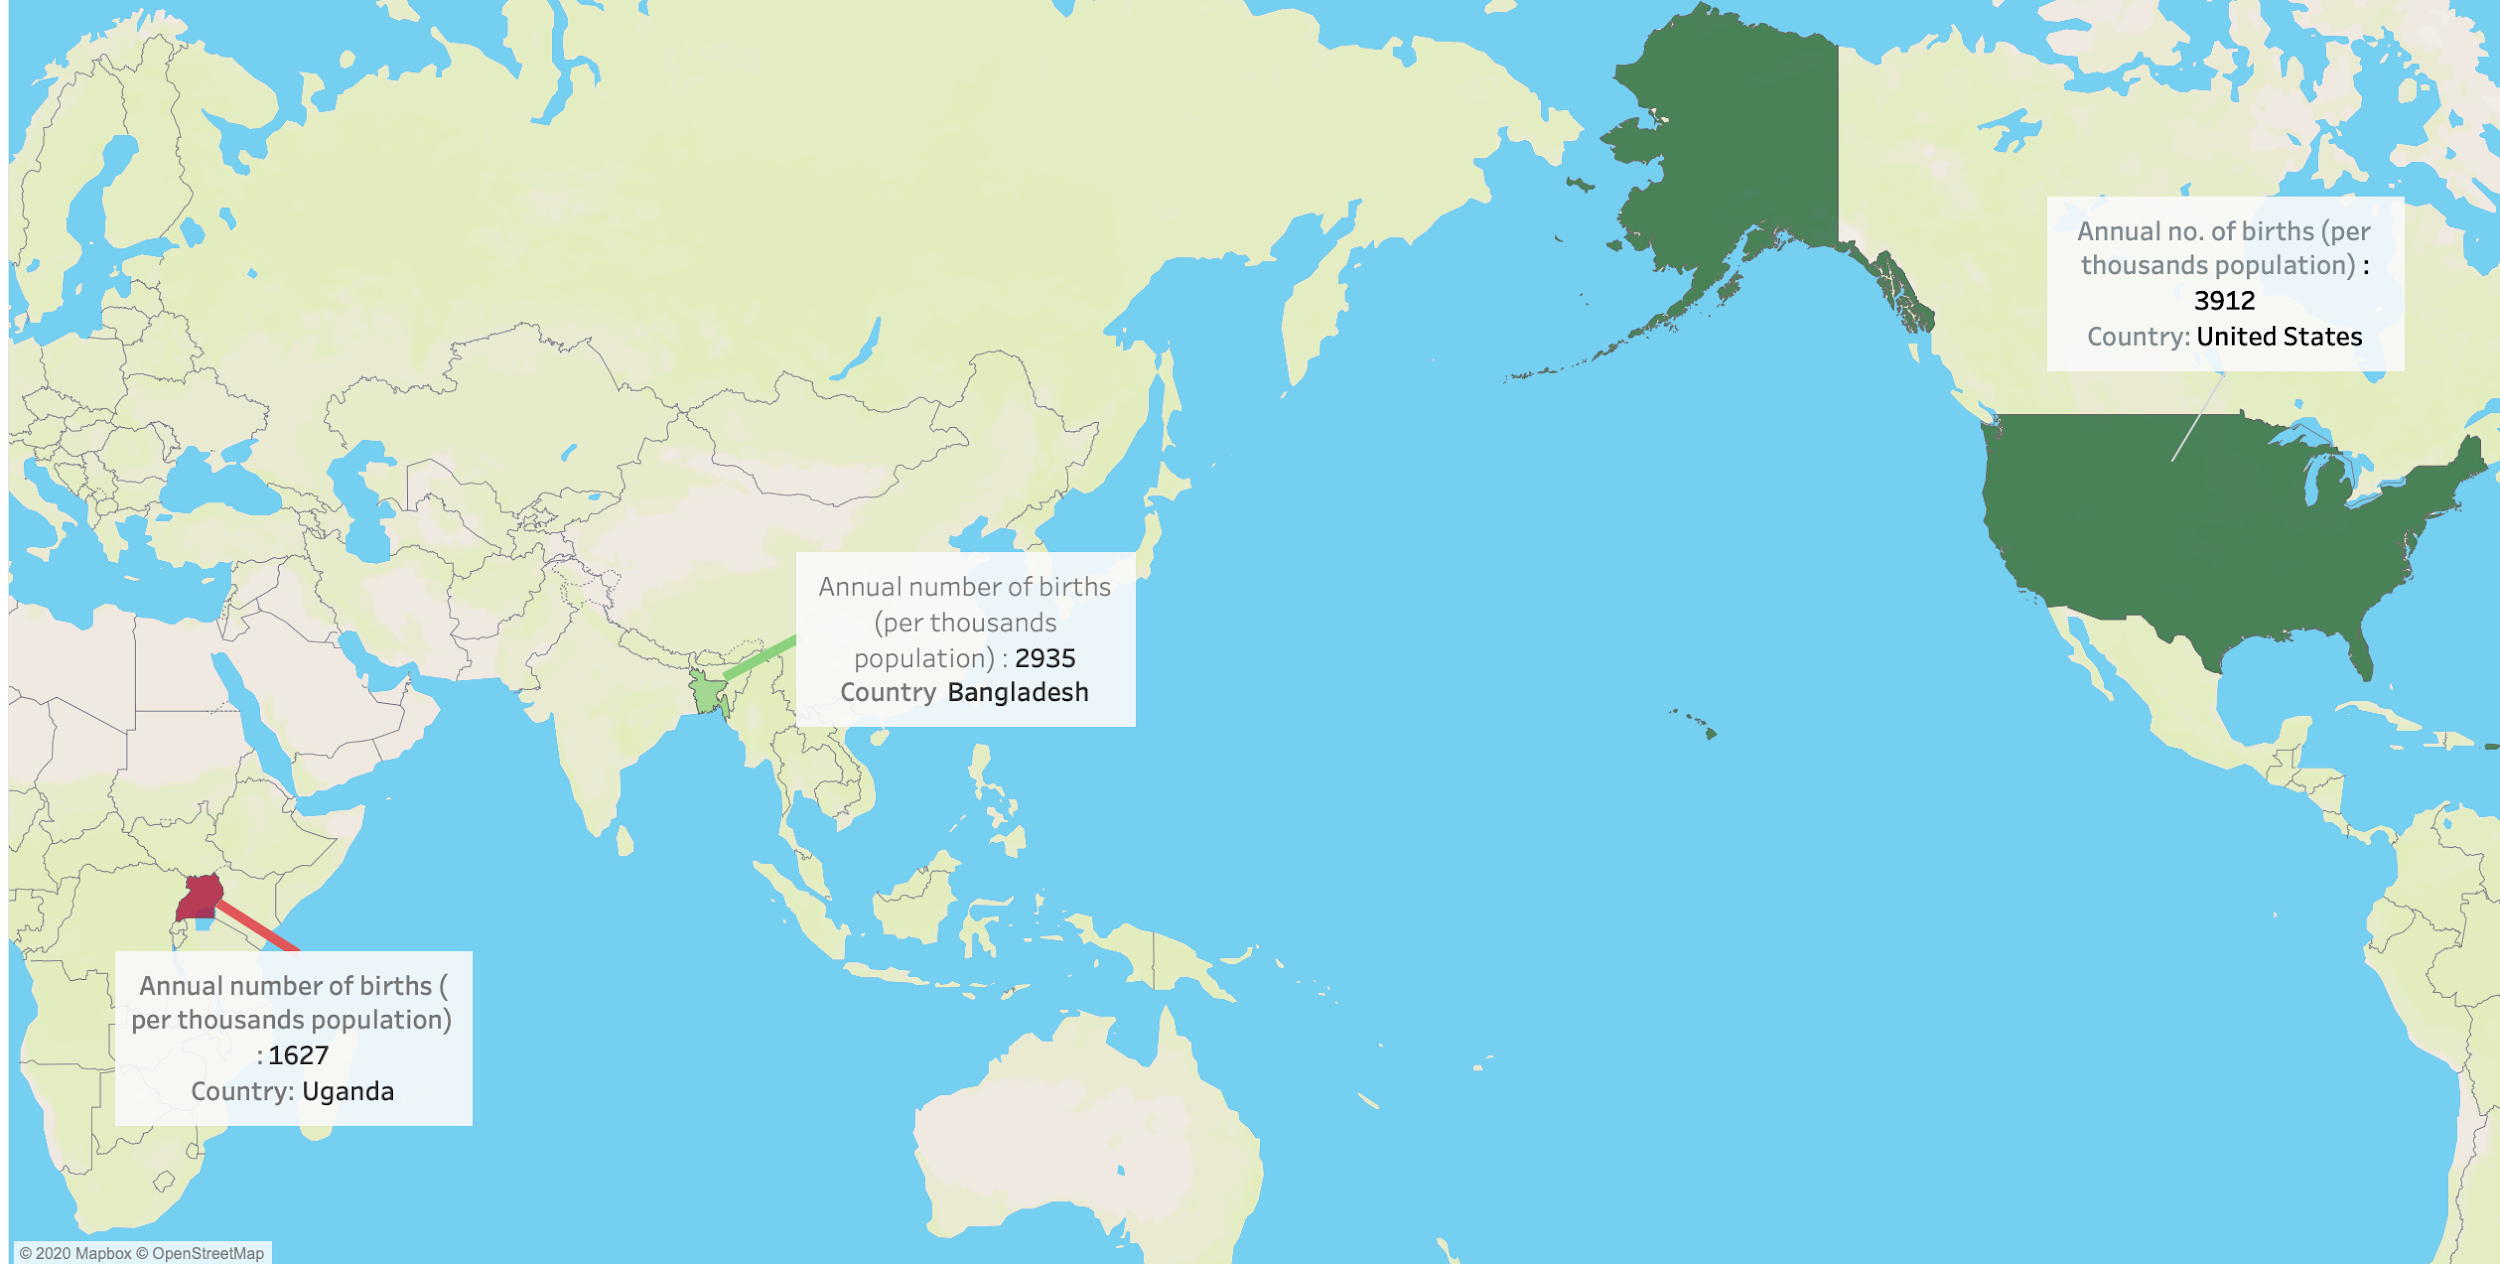 Annual no. of births (per
thousands population) :
3912
Country: United States
Annual number of births
(per thousands
population) : 2935
Country Bangladesh
Annual number of births (
per thousands population)
: 1627
Country: Uganda
© 2020 Mapbox © OpenStreetMap